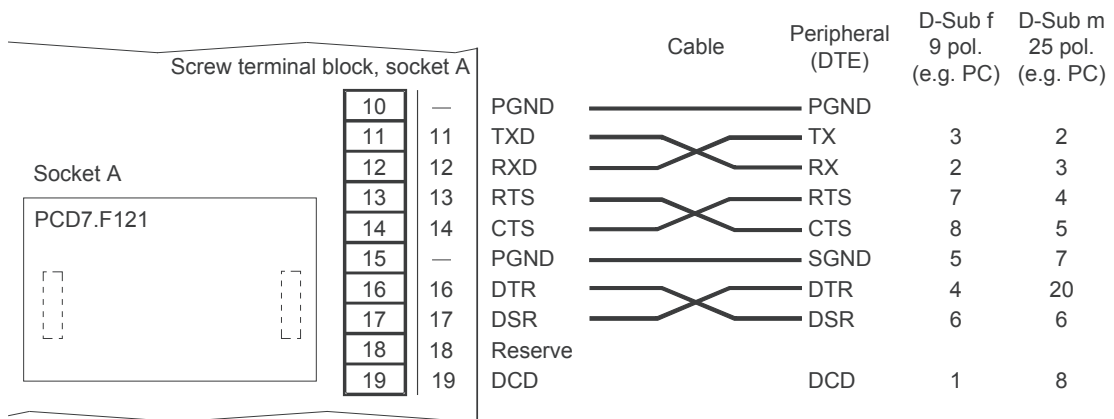 Cable Peripheral (DTE) D-Sub f 9 pol. (e.g. PC) D-Sub m 25 pol. (e.g. PC)
Screw terminal block, socket A
10 — PGND PGND
11 11 TXD TX 3 2
12 12 RXD RX 2 3
Socket A
13 13 RTS RTS 7 4
PCD7.F121
14 14 CTS CTS 8 5
15 — PGND SGND 5 7
16 16 DTR DTR 4 20
17 17 DSR DSR 6 6
18 18 Reserve
19 19 DCD DCD 1 8